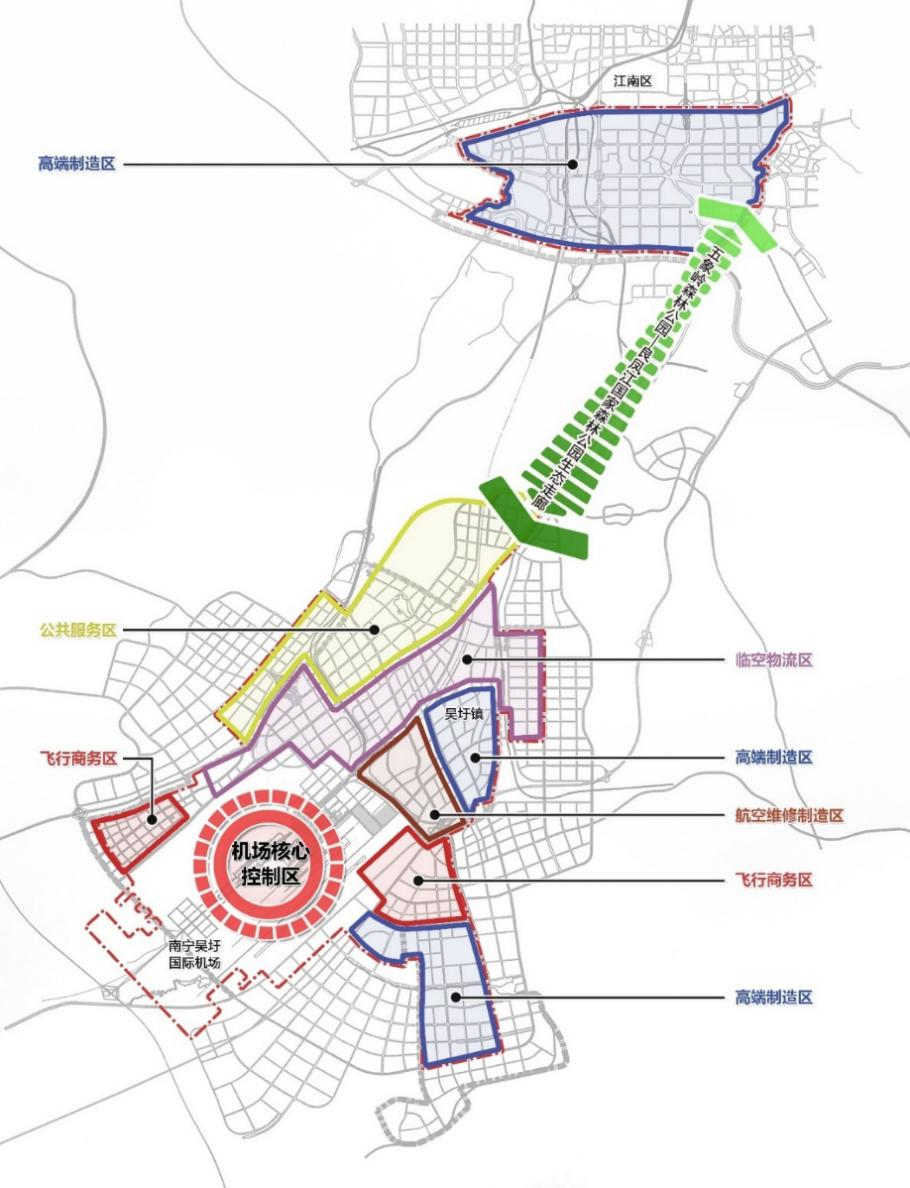 江南区
高端制造区
五象岭森林公园—良凤江国家森林公园生态走廊
公共服务区
临空物流区
吴圩镇
飞行商务区
高端制造区
航空维修制造区
机场核心
控制区
飞行商务区
南宁吴圩
国际机场
高端制造区